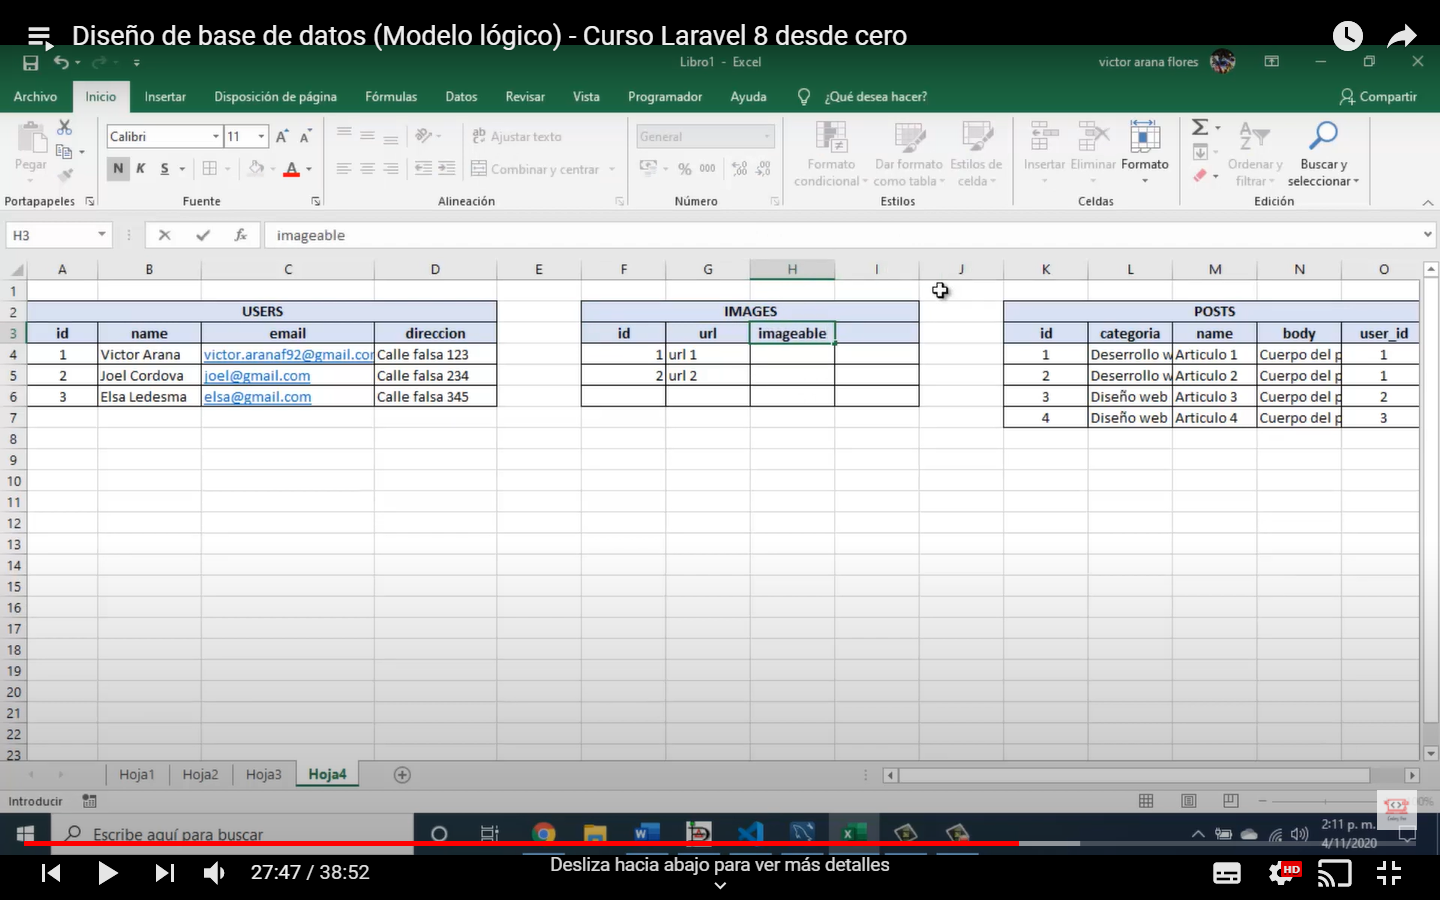 Diseño de base de datos (Modelo lógico) - Curso Laravel 8 desde cero
Libro1 - Excel
victor arana flores
Archivo Inicio Insertar Disposición de página Fórmulas Datos Revisar Vista Programador Ayuda ¿Qué desea hacer? Compartir
Pegar
Portapapeles
Calibri 11
N K S
Fuente
Ajustar texto
Combinar y centrar
Alineación
General
% 000
Número
Formato condicional
Dar formato como tabla
Estilos de celda
Estilos
Insertar Eliminar Formato
Celdas
Ordenar y filtrar
Buscar y seleccionar
Edición
H3 fx imageable
A B C D E F G H I J K L M N O
1
2 USERS IMAGES POSTS
3 id name email direccion id url imageable id categoria name body user_id
4 1 Victor Arana victor.aranaf92@gmail.com Calle falsa 123 1 url 1 1 Deserrollo w Articulo 1 Cuerpo del p 1
5 2 Joel Cordova joel@gmail.com Calle falsa 234 2 url 2 2 Deserrollo w Articulo 2 Cuerpo del p 1
6 3 Elsa Ledesma elsa@gmail.com Calle falsa 345 3 Diseño web Articulo 3 Cuerpo del p 2
7 4 Diseño web Articulo 4 Cuerpo del p 3
8
9
10
11
12
13
14
15
16
17
18
19
20
21
22
23
Hoja1 Hoja2 Hoja3 Hoja4
Introducir
Escribe aquí para buscar
2:11 p. m.
4/11/2020
27:47 / 38:52
Desliza hacia abajo para ver más detalles
HD